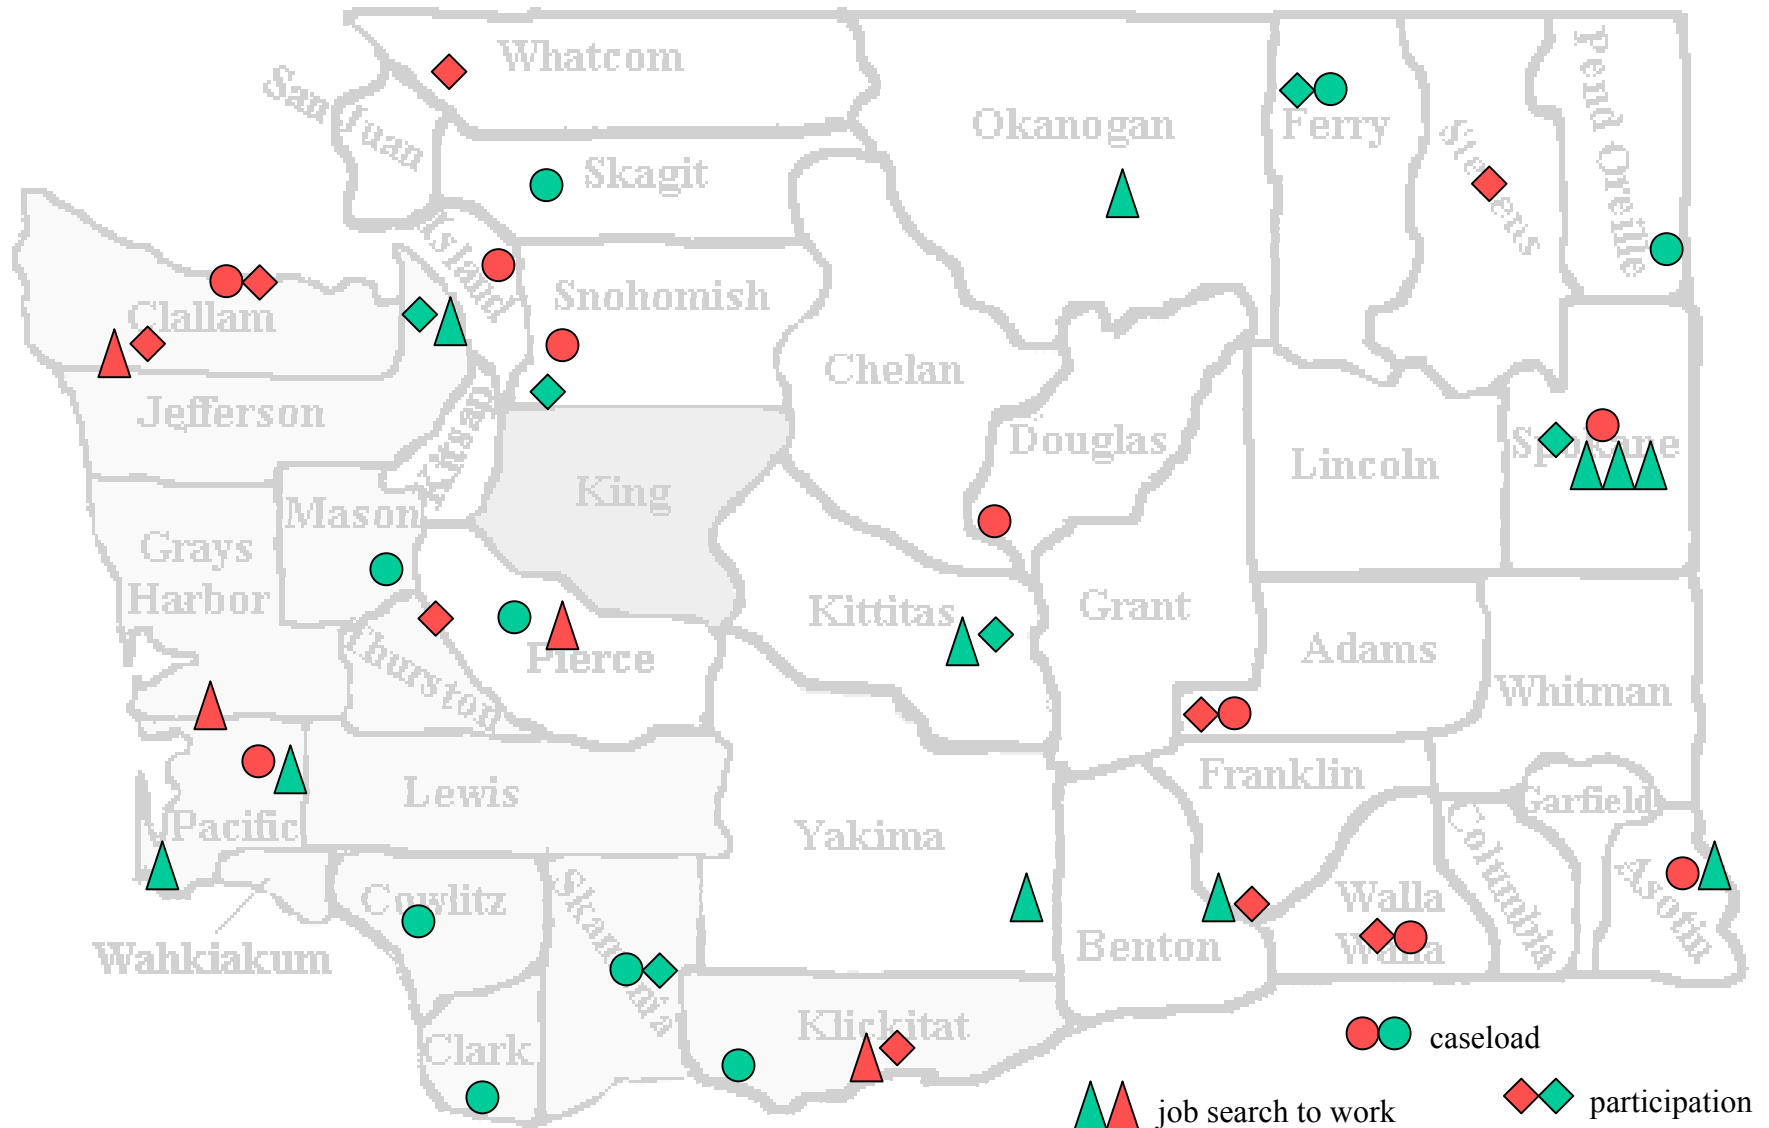 Whatcom
San Juan
Okanogan
Ferry
Stevens
Pend Oreille
Skagit
Island
Snohomish
Clallam
Chelan
Jefferson
Kitsap
Douglas
Lincoln
Spokane
King
Mason
Grays
Harbor
Kittitas
Grant
Adams
Thurston
Pierce
Whitman
Lewis
Pacific
Yakima
Franklin
Garfield
Columbia
Asotin
Cowlitz
Skamania
Walla
Walla
Benton
Wahkiakum
Klickitat
Clark
caseload
participation
job search to work